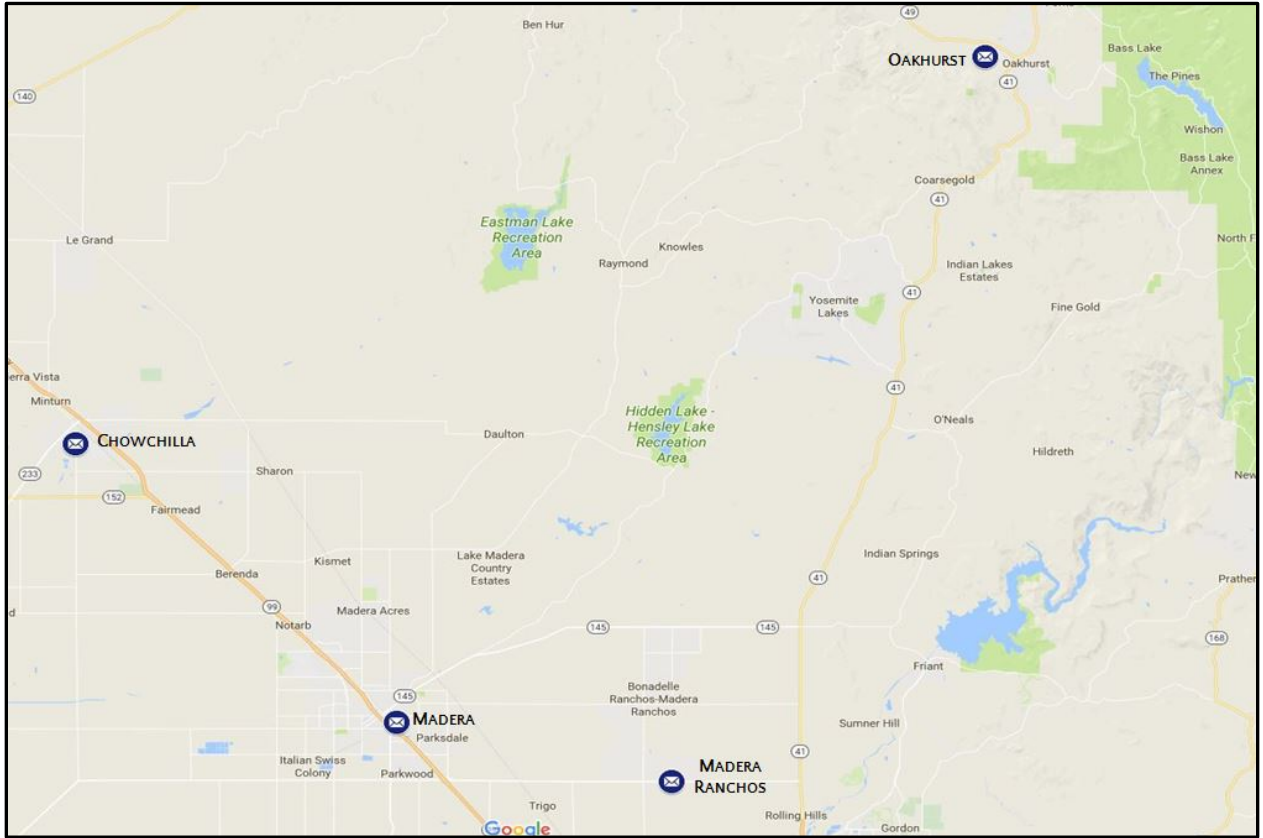 Ben Hur
49
OAKHURST
Oakhurst
41
Bass Lake
The Pines
Wishon
Bass Lake
Annex
140
Coarsegold
41
Eastman Lake
Recreation
Area
Le Grand
Knowles
Raymond
North F
Indian Lakes
Estates
41
Yosemite
Lakes
Fine Gold
erra Vista
Minturn
41
Hidden Lake -
Hensley Lake
Recreation
Area
O'Neals
CHOWCHILLA
Daulton
Hildreth
233
Sharon
New
152
Fairmead
Lake Madera
Country
Estates
Kismet
Indian Springs
Berenda
41
Prather
99
Madera Acres
d
Notarb
145
145
168
Friant
145
Bonadelle
Ranchos-Madera
Ranchos
MADERA
Parksdale
Sumner Hill
41
Italian Swiss
Colony
Parkwood
MADERA
RANCHOS
Trigo
Rolling Hills
Google
Gordon